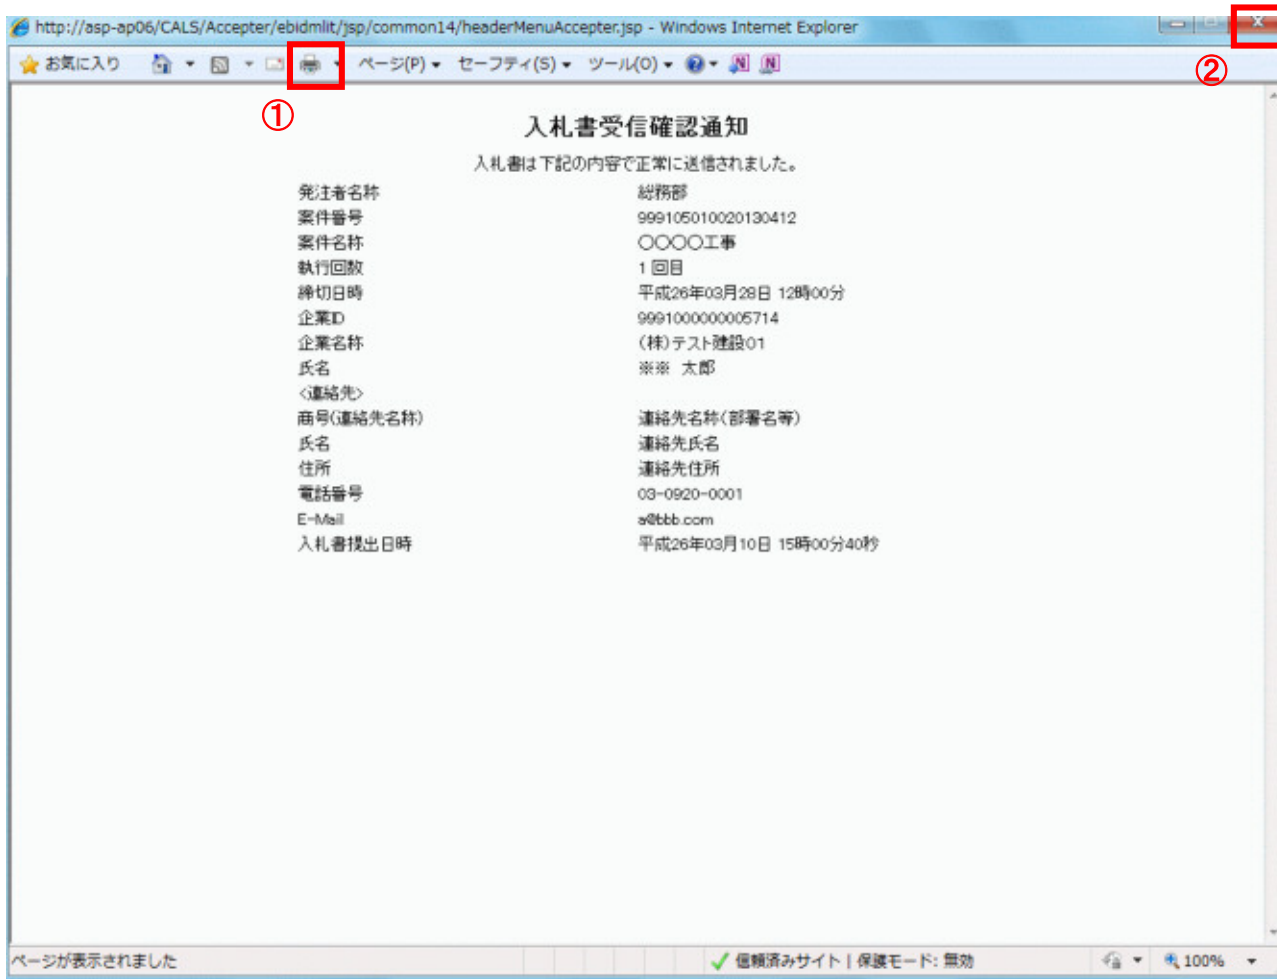 http://asp-ap06/CALS/Accepter/ebidmlit/jsp/common14/headerMenuAccepter.jsp - Windows Internet Explorer
お気に入り ページ(P) セーフティ(S) ツール(O)
① ②
入札書受信確認通知
入札書は下記の内容で正常に送信されました。
発注者名称 総務部
案件番号 999105010020130412
案件名称 〇〇〇〇工事
執行回数 1回目
締切日時 平成26年03月28日 12時00分
企業ID 9991000000005714
企業名称 (株)テスト建設01
氏名 ※※ 太郎
<連絡先>
商号(連絡先名称) 連絡先名称(部署名等)
氏名 連絡先氏名
住所 連絡先住所
電話番号 03-0920-0001
E-Mail a@bbb.com
入札書提出日時 平成26年03月10日 15時00分40秒
ページが表示されました 信頼済みサイト | 保護モード: 無効 100%